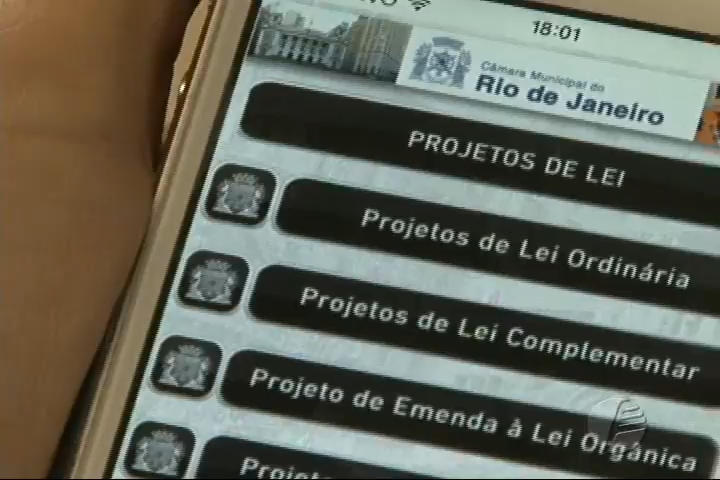 18:01
Câmara Municipal do
Rio de Janeiro
PROJETOS DE LEI
Projetos de Lei Ordinária
Projetos de Lei Complementar
Projeto de Emenda à Lei Orgânica